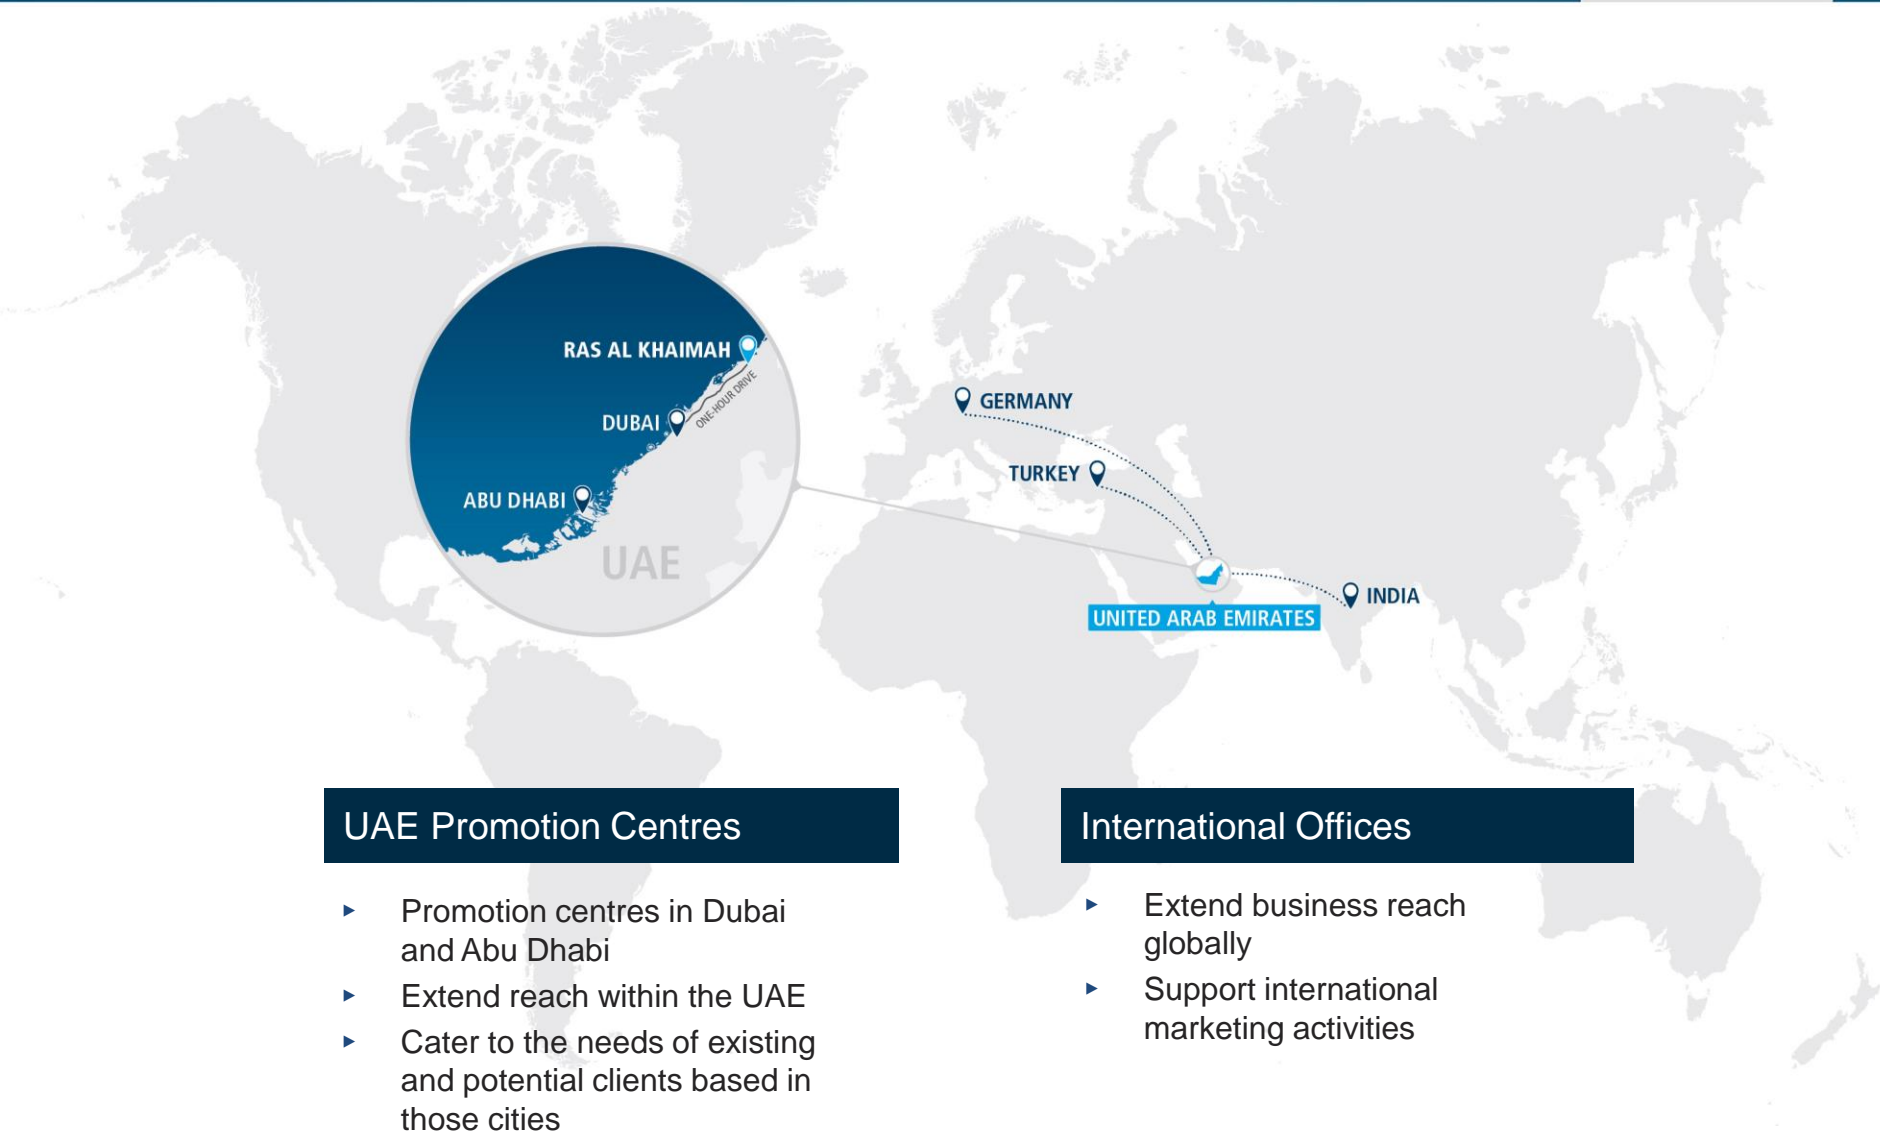 RAS AL KHAIMAH
ONE-HOUR DRIVE
DUBAI
ABU DHABI
UAE
GERMANY
TURKEY
INDIA
UNITED ARAB EMIRATES
UAE Promotion Centres
▸ Promotion centres in Dubai
and Abu Dhabi
▸ Extend reach within the UAE
▸ Cater to the needs of existing
and potential clients based in
those cities
International Offices
▸ Extend business reach
globally
▸ Support international
marketing activities